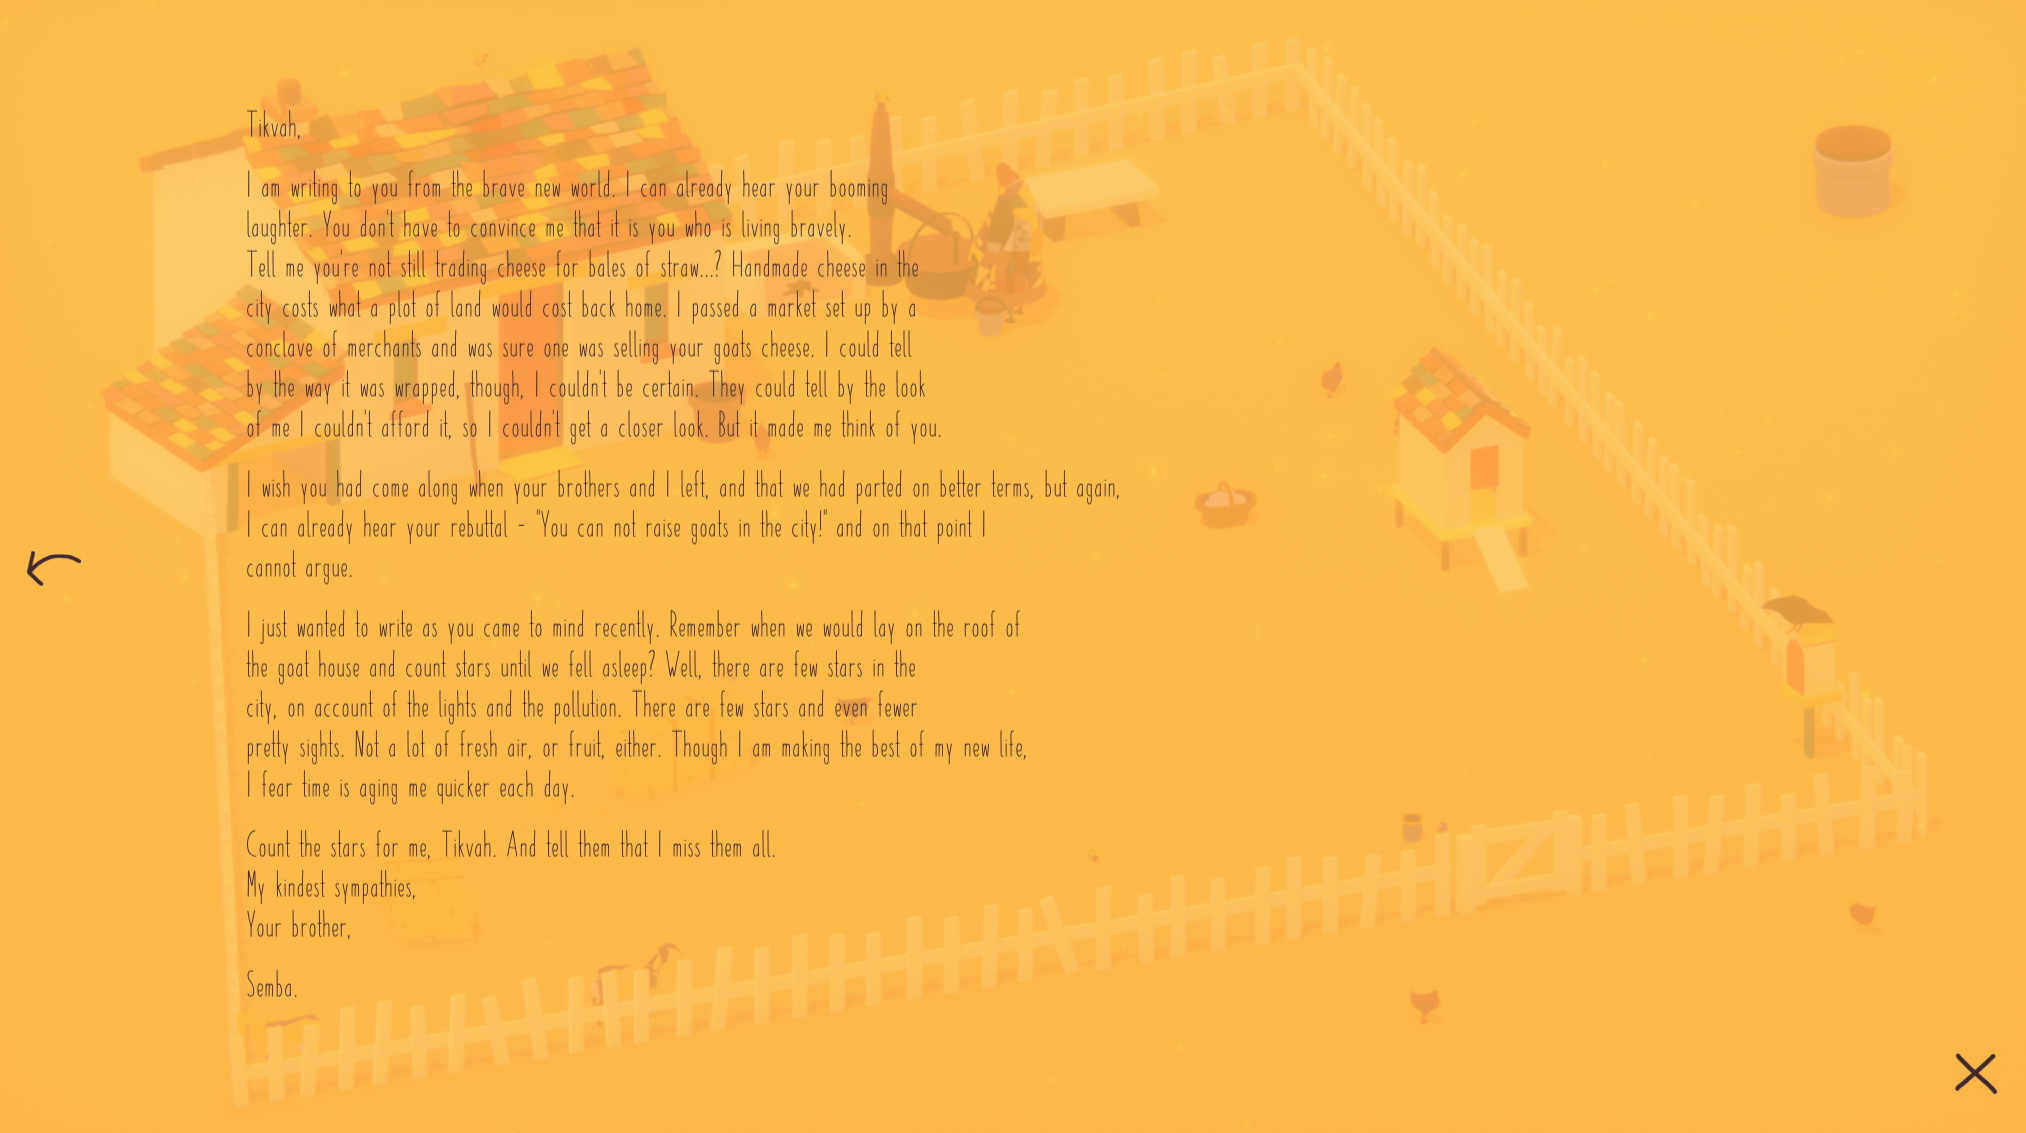 Tikvah,
I am writing to you from the brave new world. I can already hear your booming
laughter. You don't have to convince me that it is you who is living bravely.
Tell me you're not still trading cheese for bales of straw...? Handmade cheese in the
city costs what a plot of land would cost back home. I passed a market set up by a
conclave of merchants and was sure one was selling your goats cheese. I could tell
by the way it was wrapped, though, I couldn't be certain. They could tell by the look
of me I couldn't afford it, so I couldn't get a closer look. But it made me think of you.
I wish you had come along when your brothers and I left, and that we had parted on better terms, but again,
I can already hear your rebuttal - "You can not raise goats in the city!" and on that point I
cannot argue.
I just wanted to write as you came to mind recently. Remember when we would lay on the roof of
the goat house and count stars until we fell asleep? Well, there are few stars in the
city, on account of the lights and the pollution. There are few stars and even fewer
pretty sights. Not a lot of fresh air, or fruit, either. Though I am making the best of my new life,
I fear time is aging me quicker each day.
Count the stars for me, Tikvah. And tell them that I miss them all.
My kindest sympathies,
Your brother,
Semba.